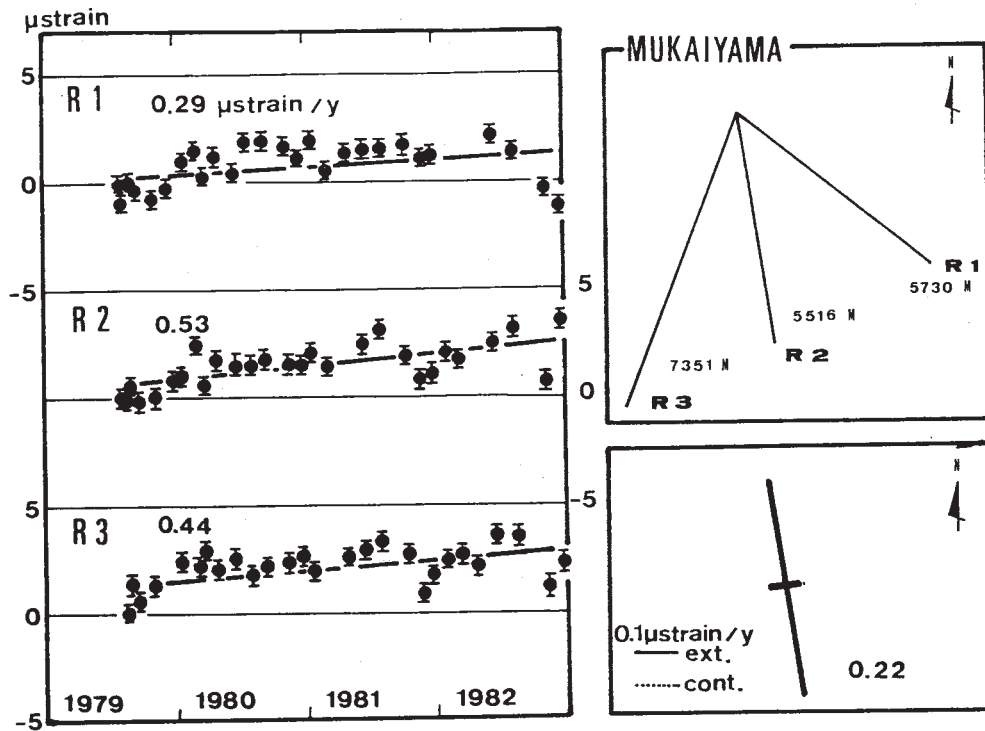 µstrain
5
R 1
0.29 µstrain/y
0
-5
R 2
0.53
5
0
-5
5
R 3
0.44
0
-5
1979
1980
1981
1982
MUKAIYAMA
N
R 1
5730 M
5516 M
R 2
7351 M
R 3
N
0.1µstrain/y
ext.
cont.
0.22